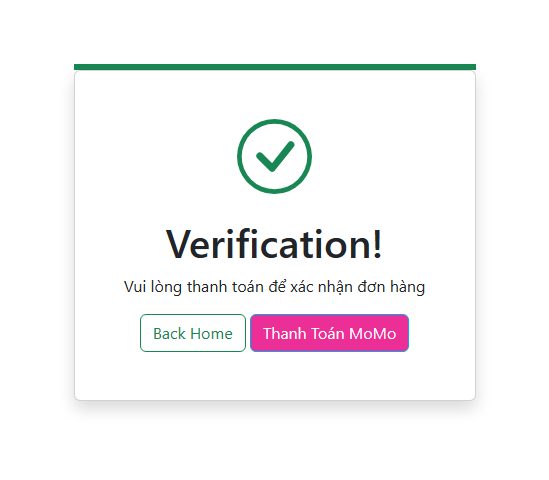 Verification!
Vui lòng thanh toán để xác nhận đơn hàng
Back Home Thanh Toán MoMo